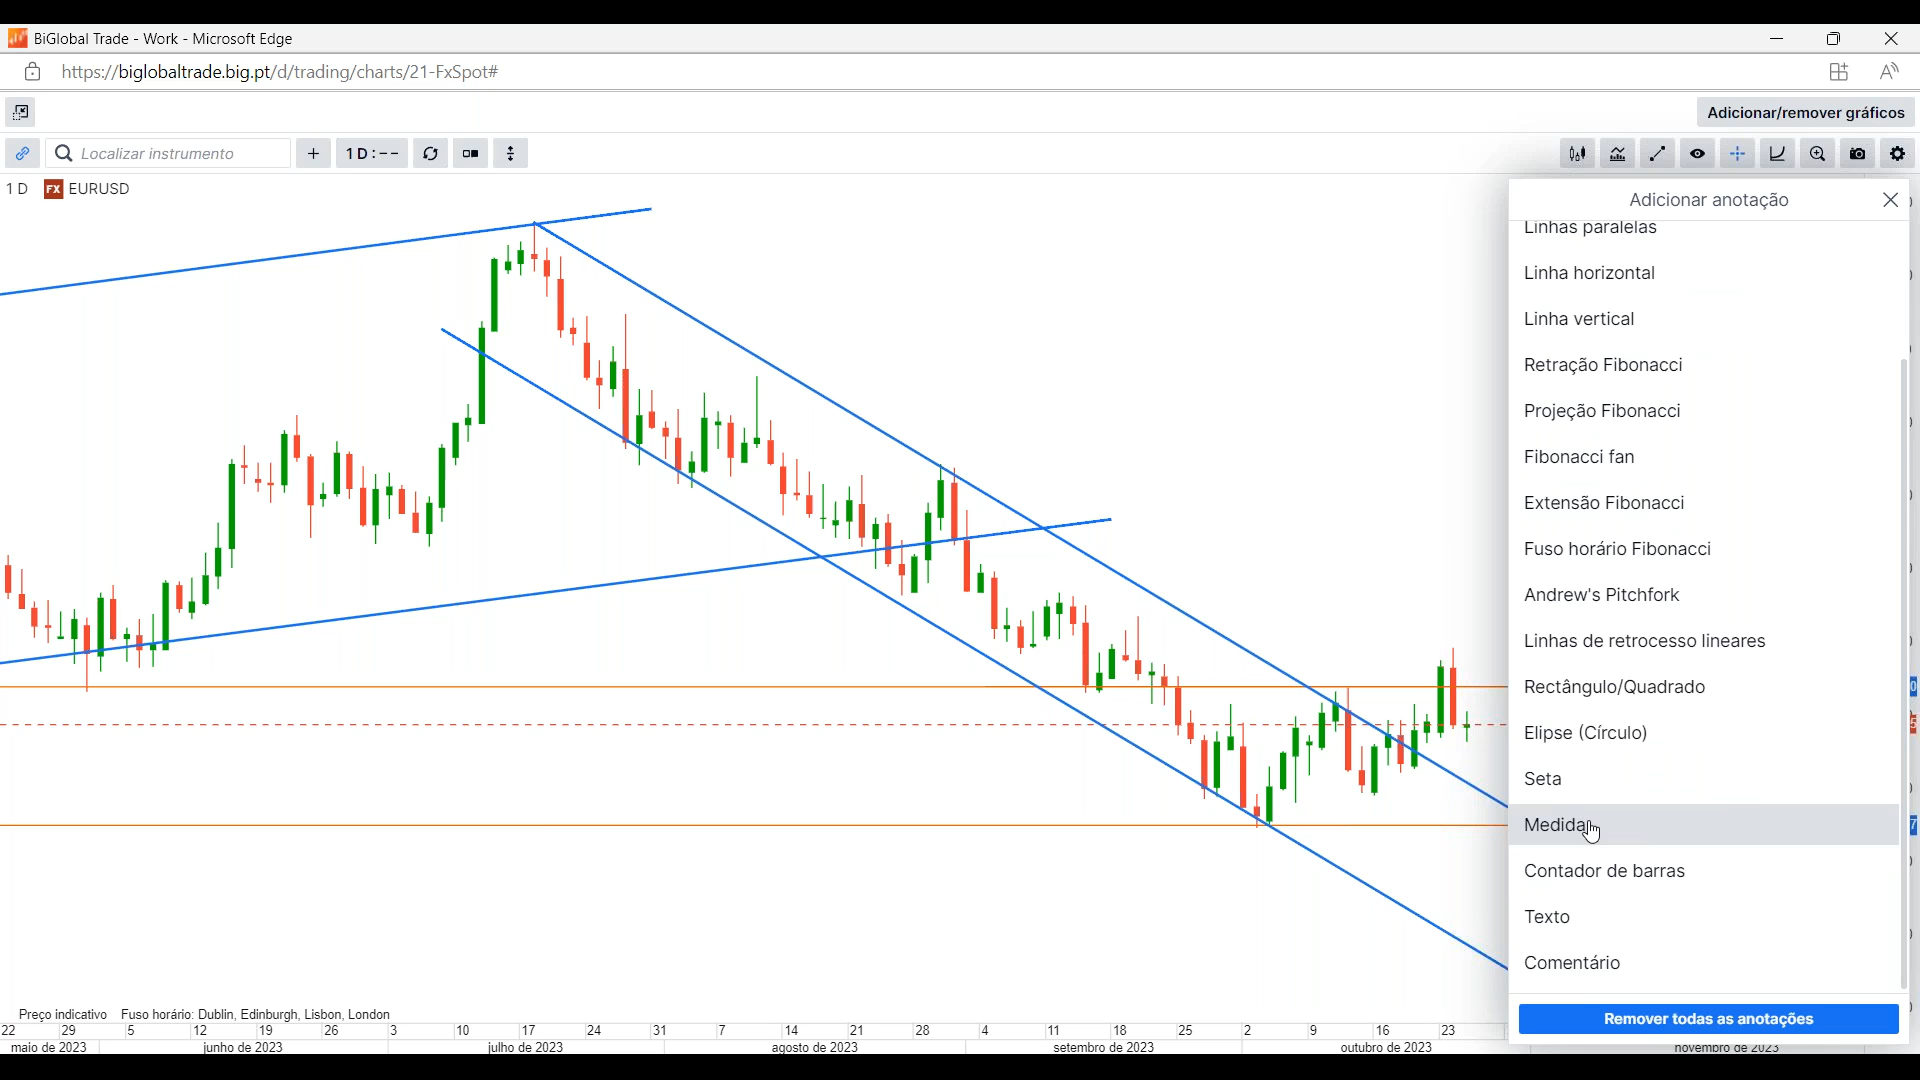 BiGlobal Trade - Work - Microsoft Edge
https://biglobaltrade.big.pt/d/trading/charts/21-FxSpot#
Adicionar/remover gráficos
Localizar instrumento
1 D : --
1 D FX EURUSD
Adicionar anotação
Linhas paralelas
Linha horizontal
Linha vertical
Retração Fibonacci
Projeção Fibonacci
Fibonacci fan
Extensão Fibonacci
Fuso horário Fibonacci
Andrew's Pitchfork
Linhas de retrocesso lineares
Rectângulo/Quadrado
Elipse (Círculo)
Seta
Medida
Contador de barras
Texto
Comentário
Remover todas as anotações
Preço indicativo Fuso horário: Dublin, Edinburgh, Lisbon, London
22 29 5 12 19 26 3 10 17 24 31 7 14 21 28 4 11 18 25 2 9 16 23
maio de 2023 junho de 2023 julho de 2023 agosto de 2023 setembro de 2023 outubro de 2023 novembro de 2023